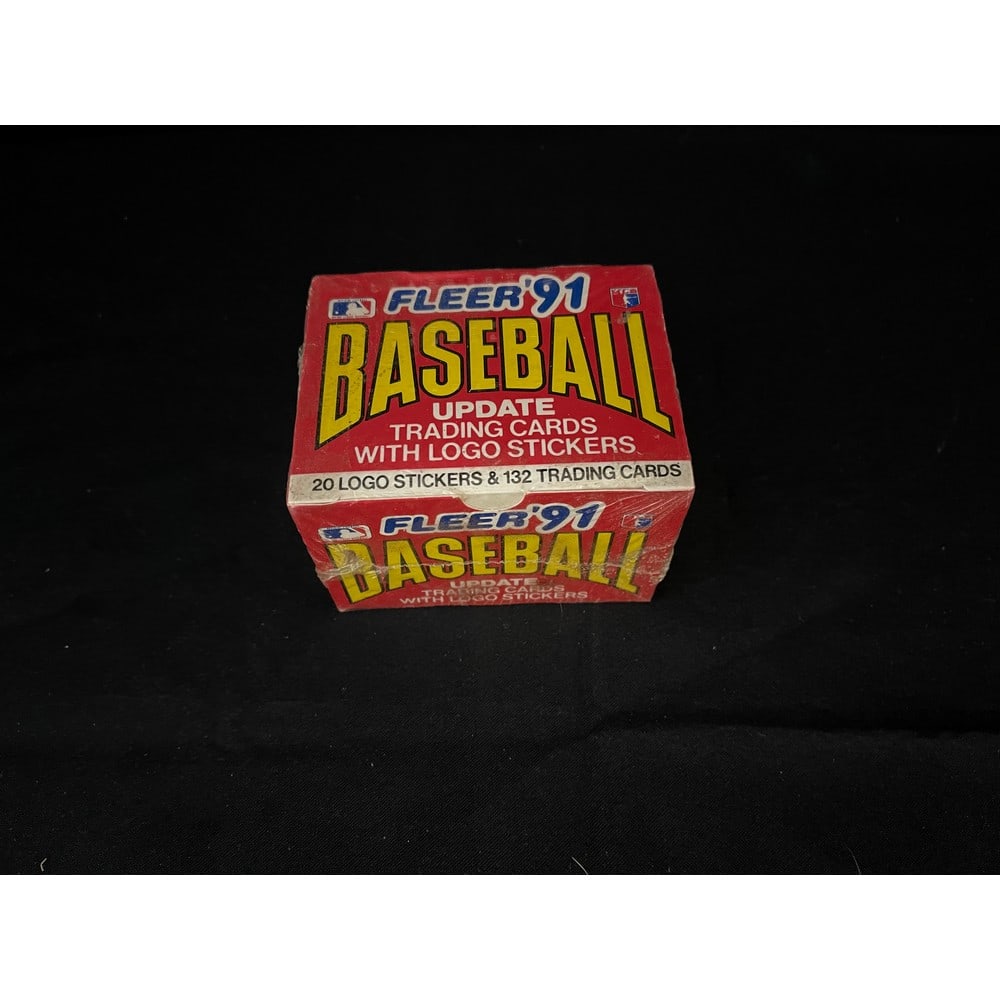 FLEER '91
BASEBALL
UPDATE
TRADING CARDS
WITH LOGO STICKERS
20 LOGO STICKERS & 132 TRADING CARDS
FLEER '91
BASEBALL
UPDATE
TRADING CARDS
WITH LOGO STICKERS